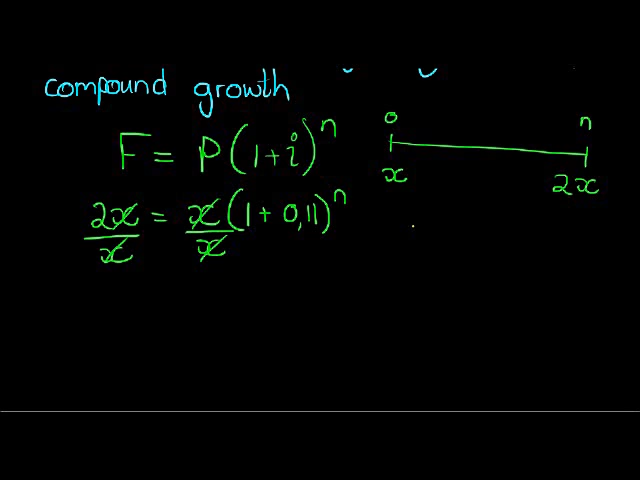 compound growth
F = P(1+i)^n
0 n
x 2x
2x/x = x/x (1 + 0,11)^n